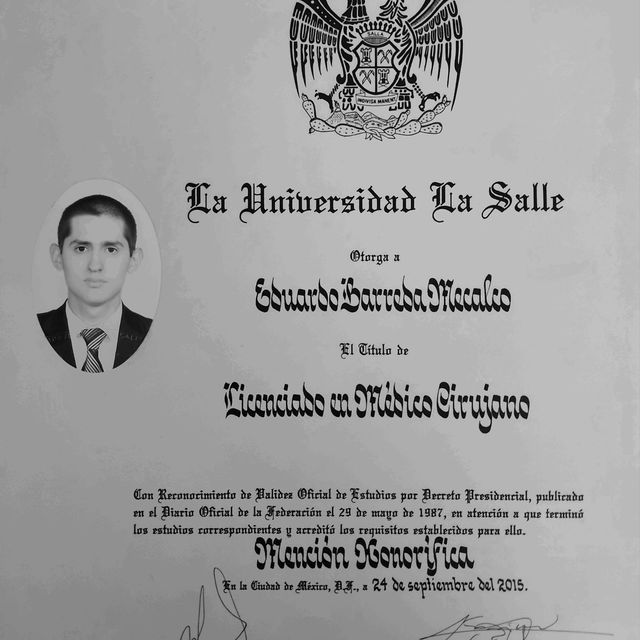 SALLE
INDIVISA MANENT
La Universidad La Salle
Otorga a
Eduardo Barreda Mecalco
El Título de
Licenciado en Médico Cirujano
Con Reconocimiento de Validez Oficial de Estudios por Decreto Presidencial, publicado
en el Diario Oficial de la Federación el 29 de mayo de 1987, en atención a que terminó
los estudios correspondientes y acreditó los requisitos establecidos para ello.
Mención Honorífica
En la Ciudad de México, D.F., a 24 de septiembre del 2015.